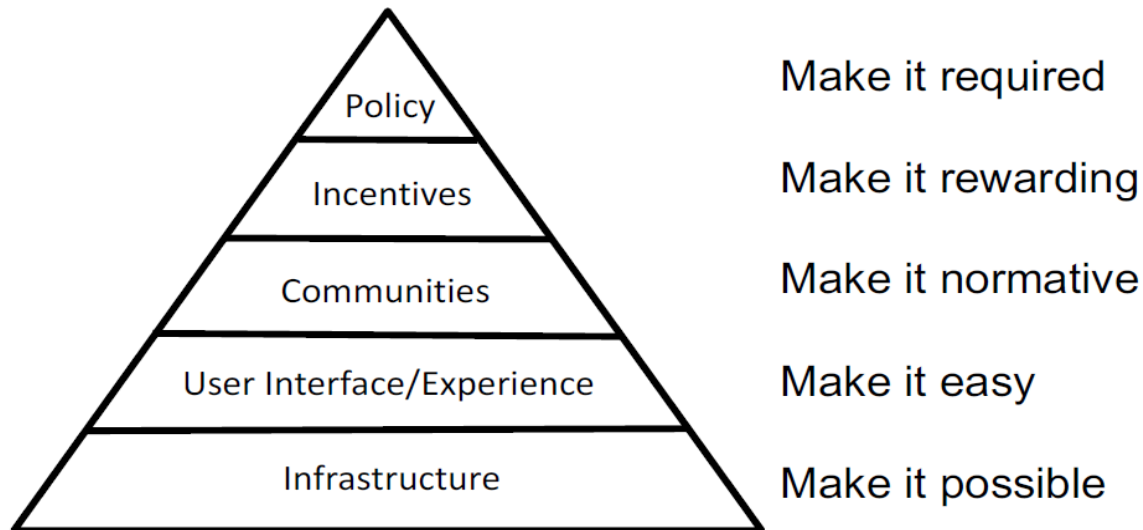 Policy
Make it required
Incentives
Make it rewarding
Communities
Make it normative
User Interface/Experience
Make it easy
Infrastructure
Make it possible